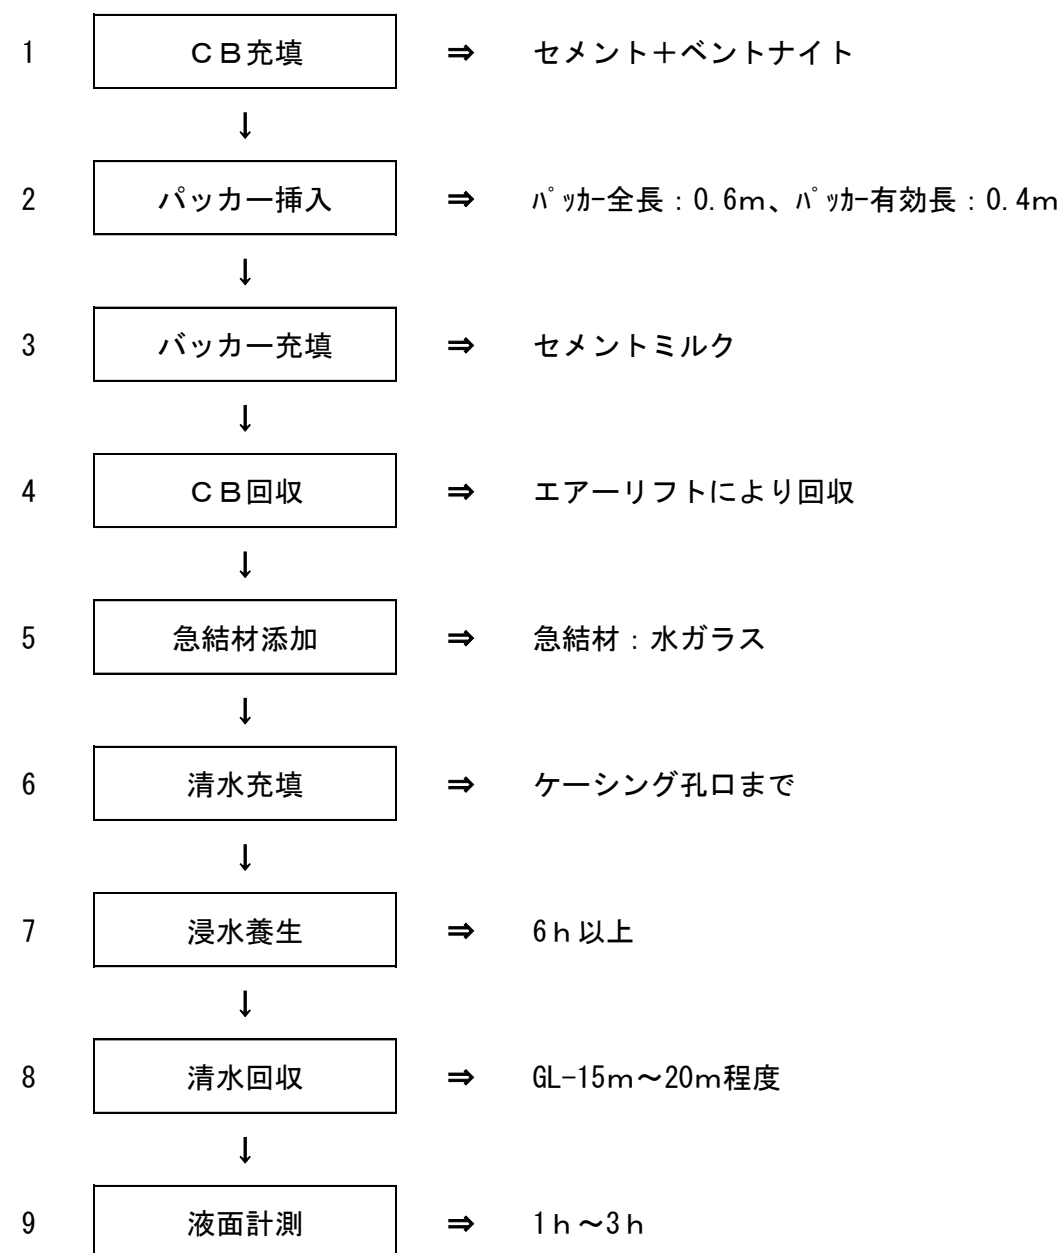 1 ＣＢ充填 ⇒ セメント＋ベントナイト
↓
2 パッカー挿入 ⇒ ﾊﾟｯｶｰ全長：0.6ｍ、ﾊﾟｯｶｰ有効長：0.4ｍ
↓
3 バッカー充填 ⇒ セメントミルク
↓
4 ＣＢ回収 ⇒ エアーリフトにより回収
↓
5 急結材添加 ⇒ 急結材：水ガラス
↓
6 清水充填 ⇒ ケーシング孔口まで
↓
7 浸水養生 ⇒ 6ｈ以上
↓
8 清水回収 ⇒ GL-15ｍ～20ｍ程度
↓
9 液面計測 ⇒ 1ｈ～3ｈ